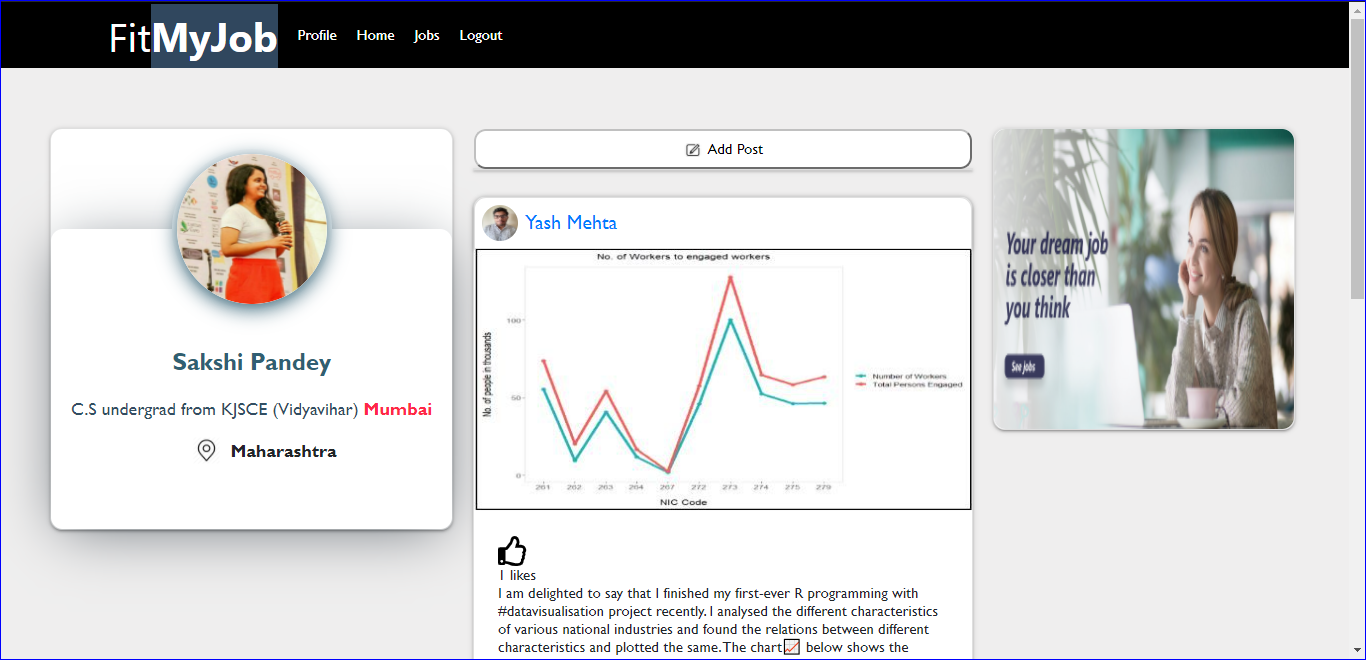 FitMyJob
Profile Home Jobs Logout
Sakshi Pandey
C.S undergrad from KJSCE (Vidyavihar) Mumbai
Maharashtra
Add Post
Yash Mehta
No. of Workers to engaged workers
No. of people in thousands
100
50
0
261 262 263 264 267 272 273 274 275 279
NIC Code
Number of Workers
Total Persons Engaged
1 likes
I am delighted to say that I finished my first-ever R programming with
#datavisualisation project recently. I analysed the different characteristics
of various national industries and found the relations between different
characteristics and plotted the same. The chart📈 below shows the
Your dream job
is closer than
you think
See jobs